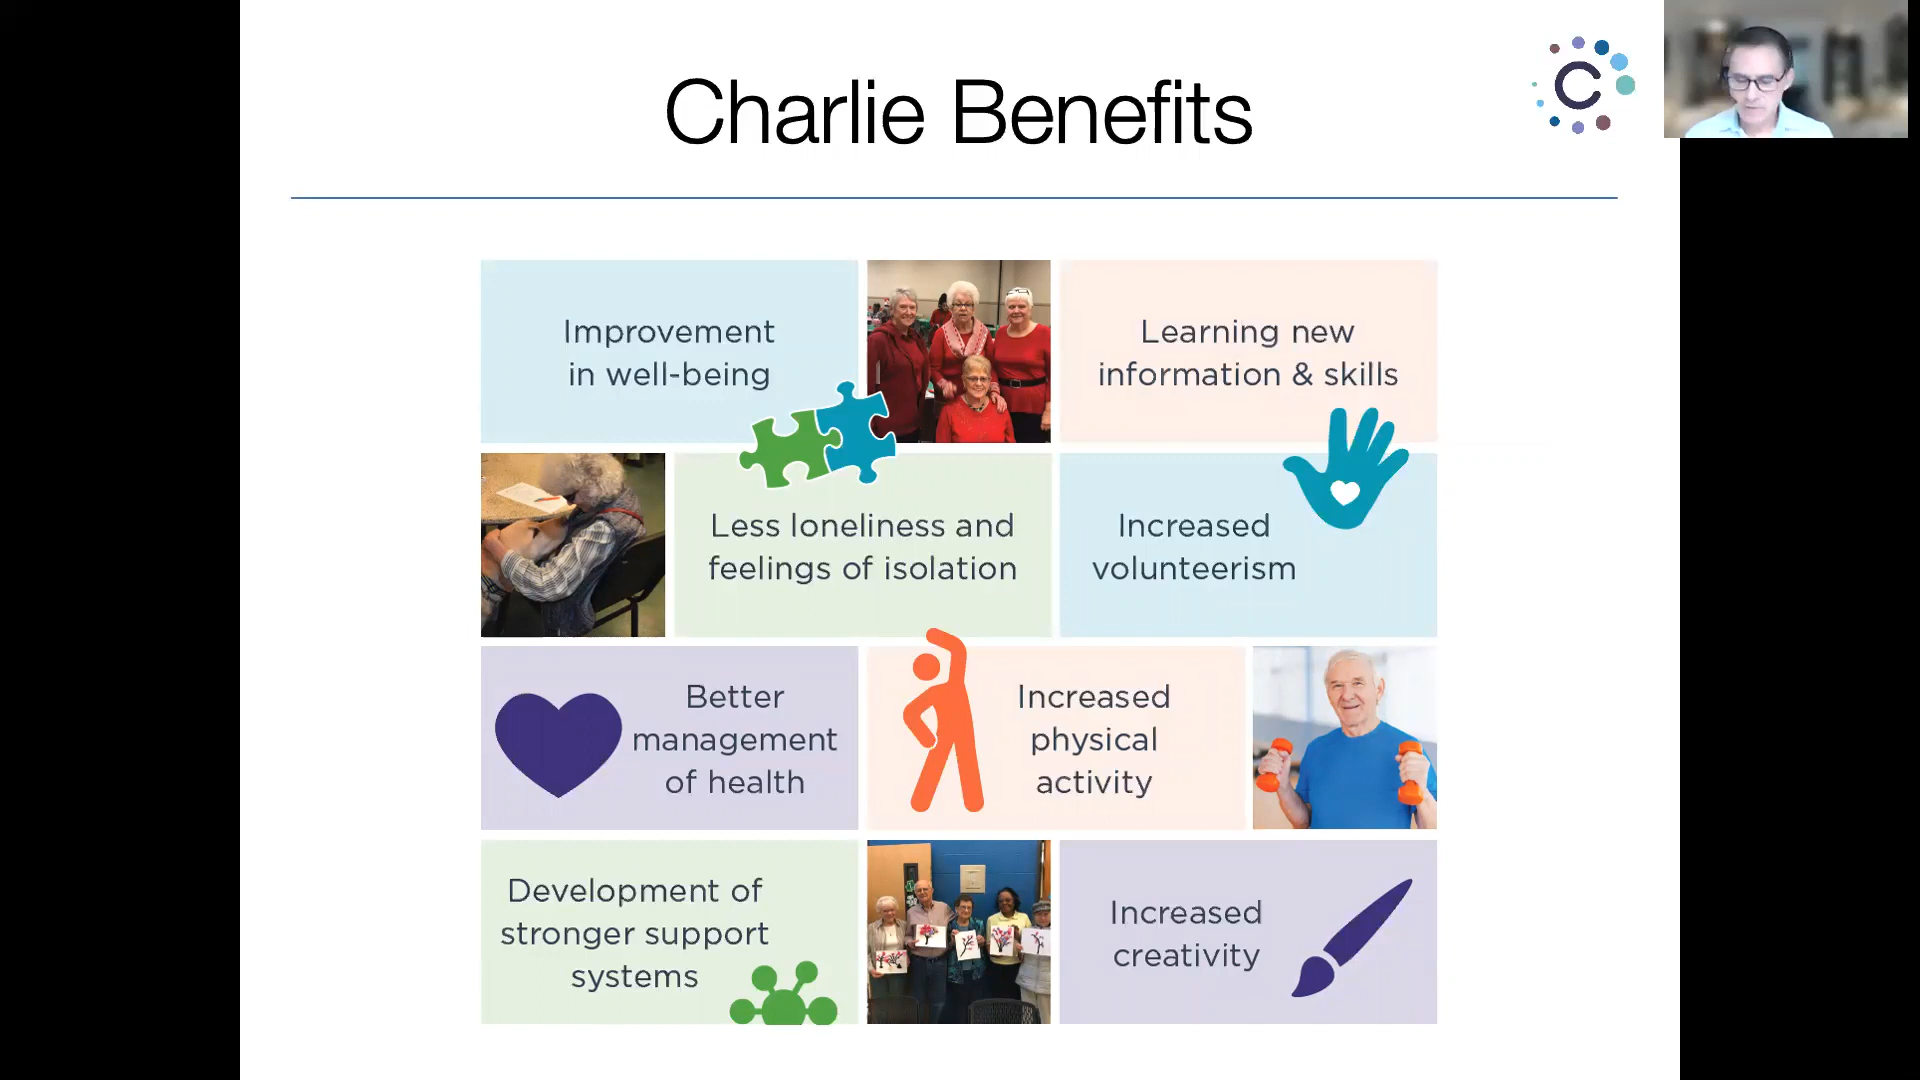 Charlie Benefits
C
Improvement
in well-being
Learning new
information & skills
Less loneliness and
feelings of isolation
Increased
volunteerism
Better
management
of health
Increased
physical
activity
Development of
stronger support
systems
Increased
creativity